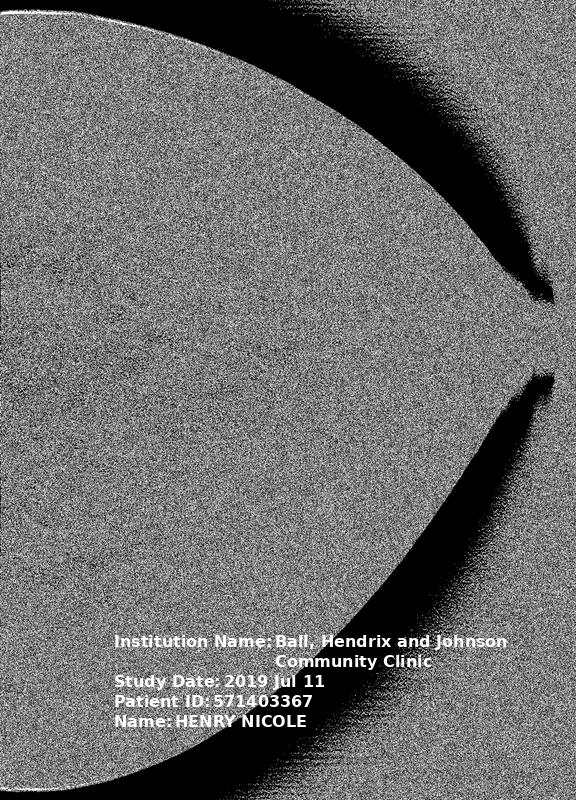 Institution Name: Ball, Hendrix and Johnson
Community Clinic
Study Date: 2019 Jul 11
Patient ID: 571403367
Name: HENRY NICOLE